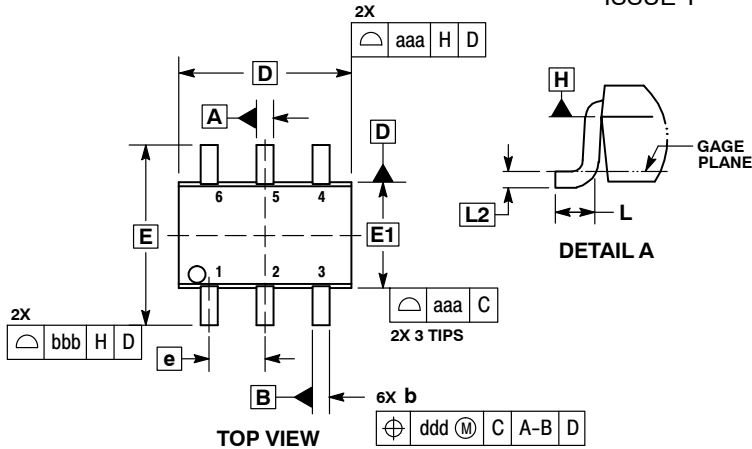 2X
aaa H D
D
A
D
6 5 4
E
E1
1 2 3
aaa C
2X 3 TIPS
2X
bbb H D
e
B
6X b
ddd Ⓜ C A–B D
TOP VIEW
H
GAGE
PLANE
L2
L
DETAIL A